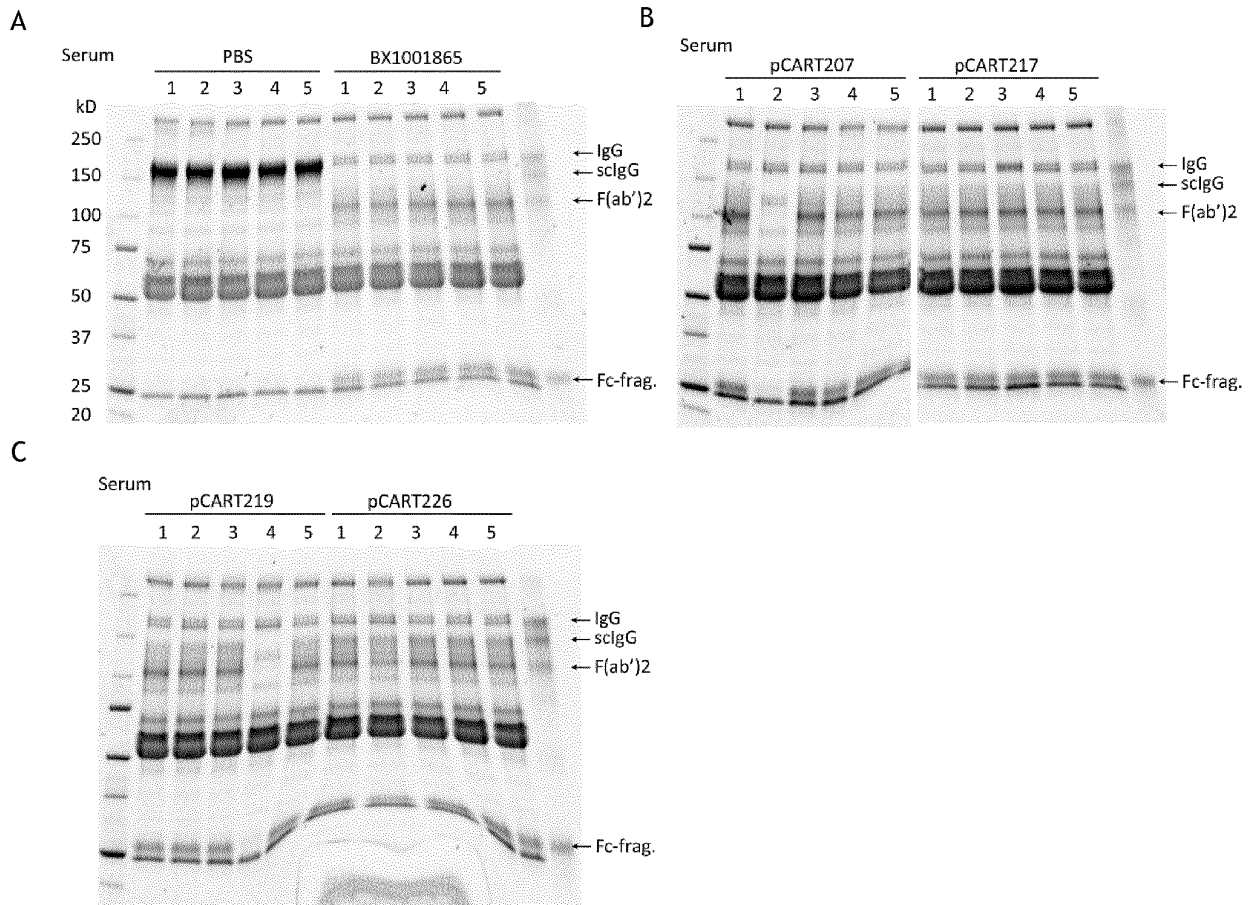 A
Serum
PBS
BX1001865
1 2 3 4 5 1 2 3 4 5
kD
250
150
100
75
50
37
25
20
IgG
scIgG
F(ab')2
Fc-frag.
B
Serum
pCART207
pCART217
1 2 3 4 5 1 2 3 4 5
IgG
scIgG
F(ab')2
Fc-frag.
C
Serum
pCART219
pCART226
1 2 3 4 5 1 2 3 4 5
IgG
scIgG
F(ab')2
Fc-frag.